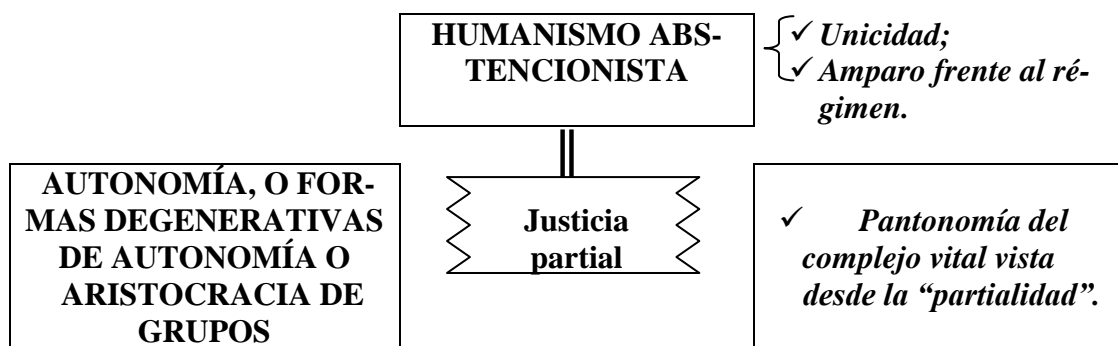 HUMANISMO ABS-
TENCIONISTA
✓ Unicidad;
✓ Amparo frente al ré-
gimen.
AUTONOMÍA, O FOR-
MAS DEGENERATIVAS
DE AUTONOMÍA O
ARISTOCRACIA DE
GRUPOS
Justicia
partial
✓ Pantonomía del
complejo vital vista
desde la “partialidad”.